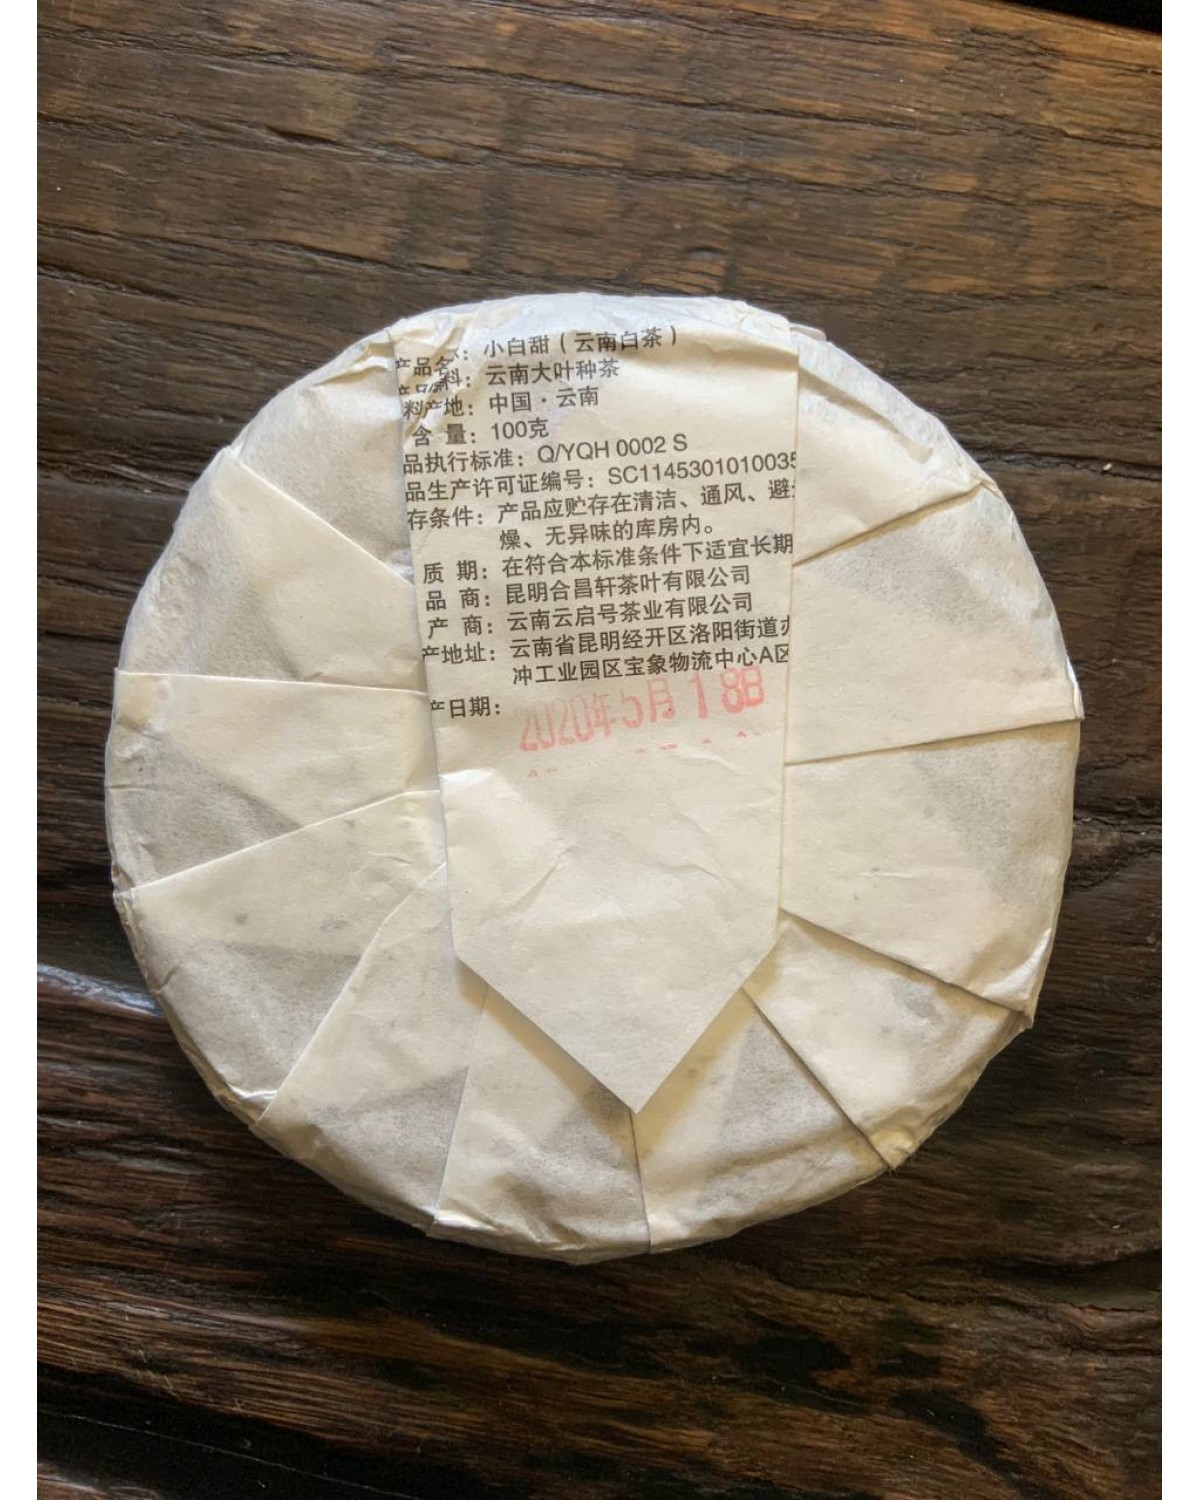 产品名: 小白甜(云南白茶)
料: 云南大叶种茶
料产地: 中国·云南
含 量: 100克
品执行标准: Q/YQH 0002 S
品生产许可证编号: SC1145301010035
存条件: 产品应贮存在清洁、通风、避
燥、无异味的库房内。
质 期: 在符合本标准条件下适宜长期
品 商: 昆明合昌轩茶叶有限公司
产 商: 云南云启号茶业有限公司
产地址: 云南省昆明经开区洛阳街道办
冲工业园区宝象物流中心A区
产日期: 2020年5月18日